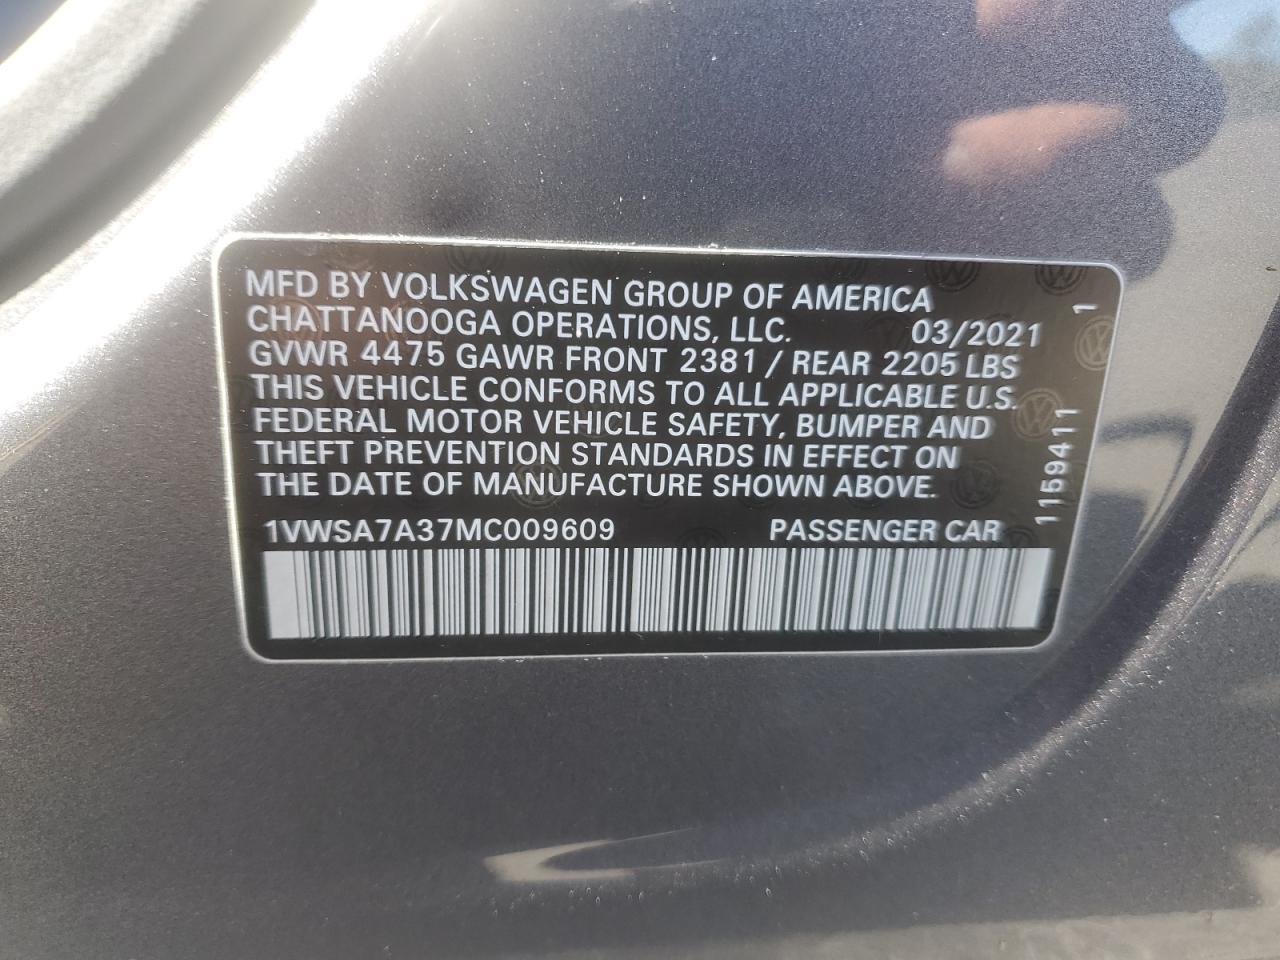 MFD BY VOLKSWAGEN GROUP OF AMERICA
CHATTANOOGA OPERATIONS, LLC. 03/2021
GVWR 4475 GAWR FRONT 2381 / REAR 2205 LBS
THIS VEHICLE CONFORMS TO ALL APPLICABLE U.S.
FEDERAL MOTOR VEHICLE SAFETY, BUMPER AND
THEFT PREVENTION STANDARDS IN EFFECT ON
THE DATE OF MANUFACTURE SHOWN ABOVE.
1VWSA7A37MC009609 PASSENGER CAR
1159411 1